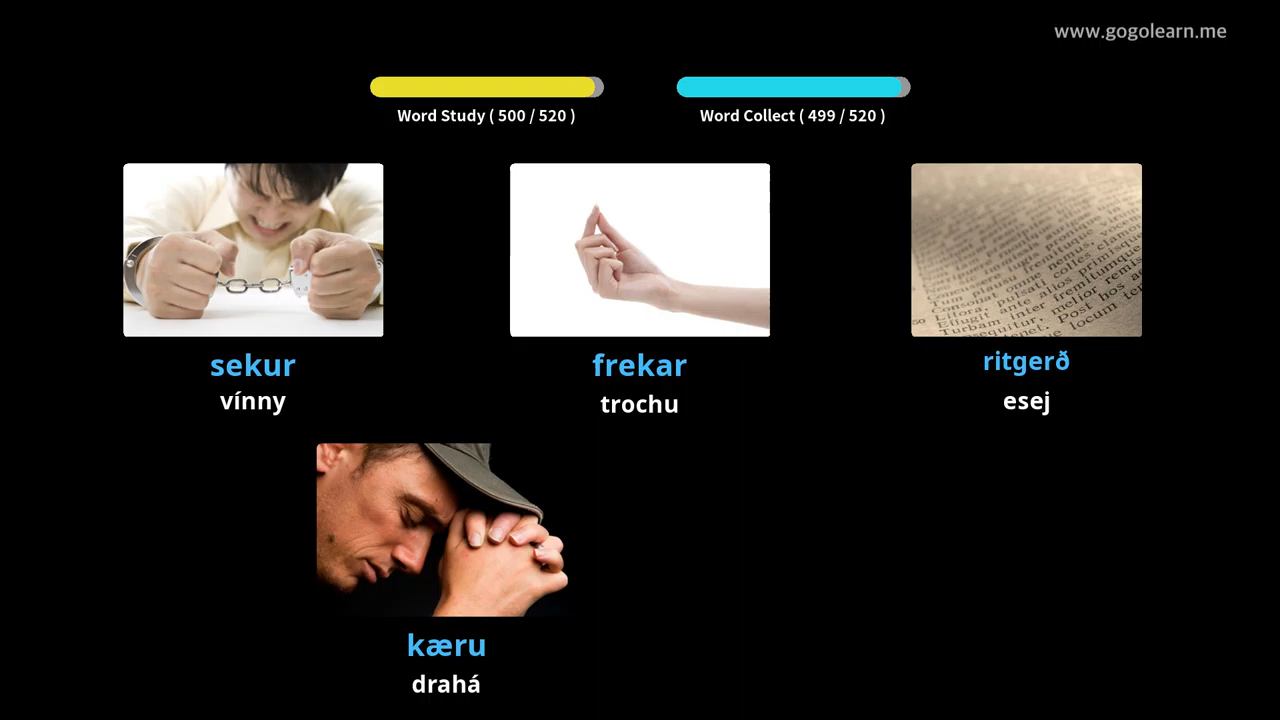 www.gogolearn.me
Word Study ( 500 / 520 )
Word Collect ( 499 / 520 )
sekur
vínny
frekar
trochu
ritgerð
esej
kæru
drahá